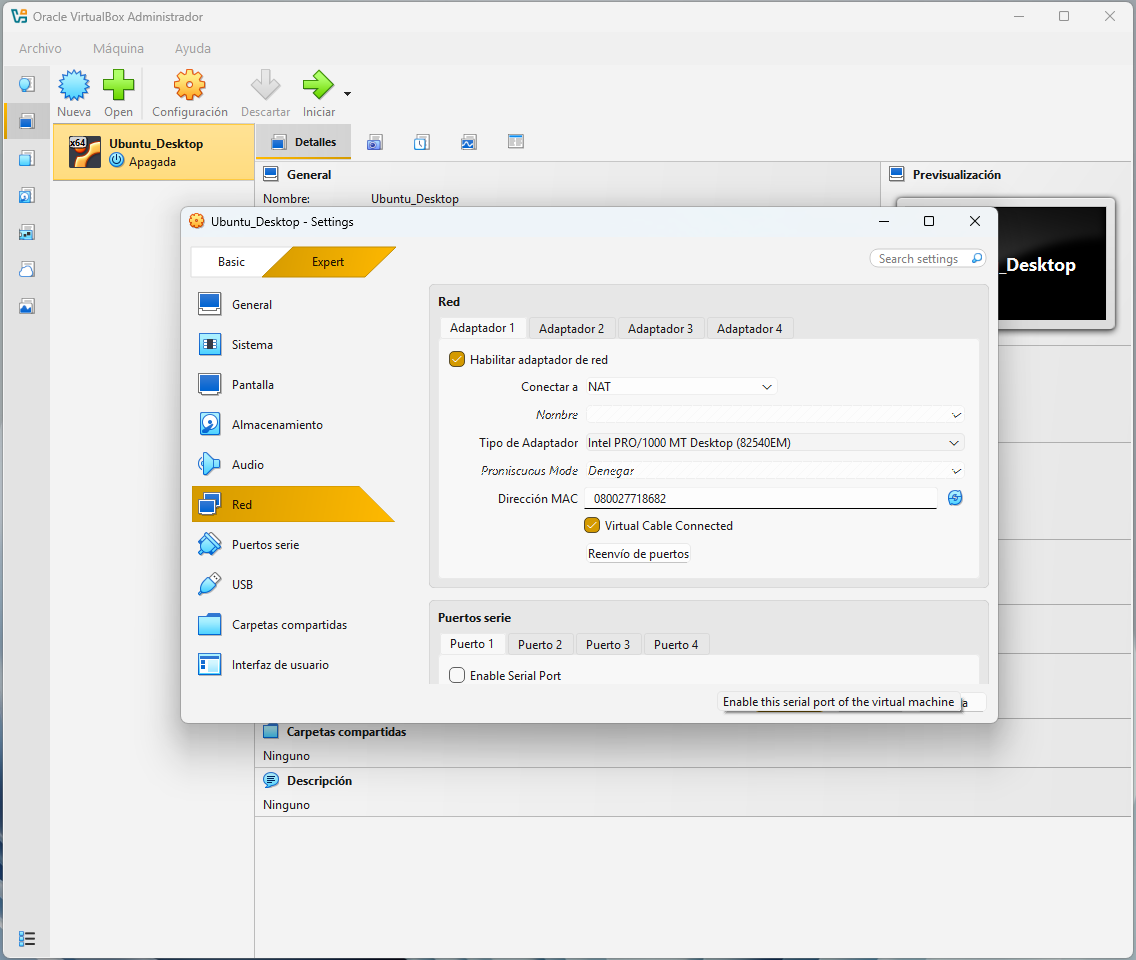 Oracle VirtualBox Administrador
Archivo Máquina Ayuda
Nueva Open Configuración Descartar Iniciar
x64
Ubuntu_Desktop
Apagada
Detalles
General
Nombre: Ubuntu_Desktop
Previsualización
_Desktop
Ubuntu_Desktop - Settings
Basic Expert
Search settings
General
Sistema
Pantalla
Almacenamiento
Audio
Red
Puertos serie
USB
Carpetas compartidas
Interfaz de usuario
Red
Adaptador 1 Adaptador 2 Adaptador 3 Adaptador 4
Habilitar adaptador de red
Conectar a NAT
Nombre
Tipo de Adaptador Intel PRO/1000 MT Desktop (82540EM)
Promiscuous Mode Denegar
Dirección MAC 080027718682
Virtual Cable Connected
Reenvío de puertos
Puertos serie
Puerto 1 Puerto 2 Puerto 3 Puerto 4
Enable Serial Port
Enable this serial port of the virtual machine
a
Carpetas compartidas
Ninguno
Descripción
Ninguno